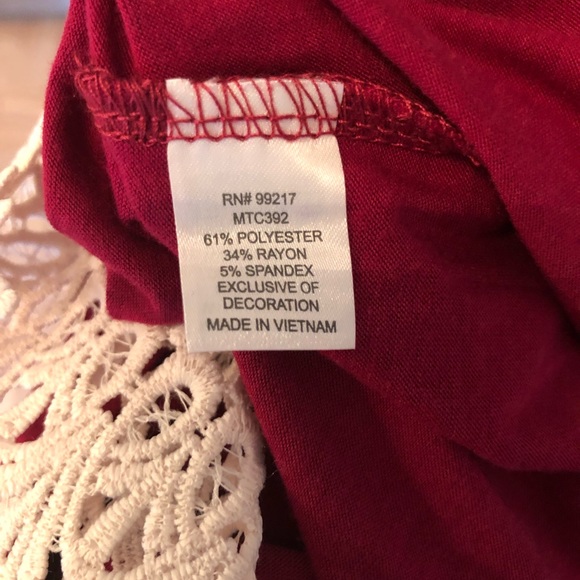 RN# 99217
MTC392
61% POLYESTER
34% RAYON
5% SPANDEX
EXCLUSIVE OF
DECORATION
MADE IN VIETNAM